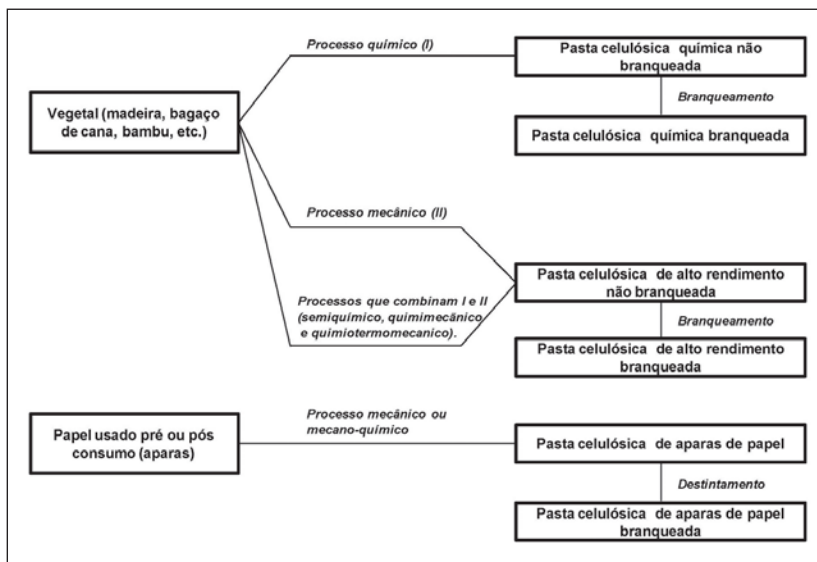 Processo químico (I)
Pasta celulósica química não
branqueada
Branqueamento
Vegetal (madeira, bagaço
de cana, bambu, etc.)
Pasta celulósica química branqueada
Processo mecânico (II)
Pasta celulósica de alto rendimento
não branqueada
Processos que combinam I e II
(semiquímico, quimimecânico
e quimiotermomecanico).
Branqueamento
Pasta celulósica de alto rendimento
branqueada
Processo mecânico ou
mecano-químico
Papel usado pré ou pós
consumo (aparas)
Pasta celulósica de aparas de papel
Destintamento
Pasta celulósica de aparas de papel
branqueada